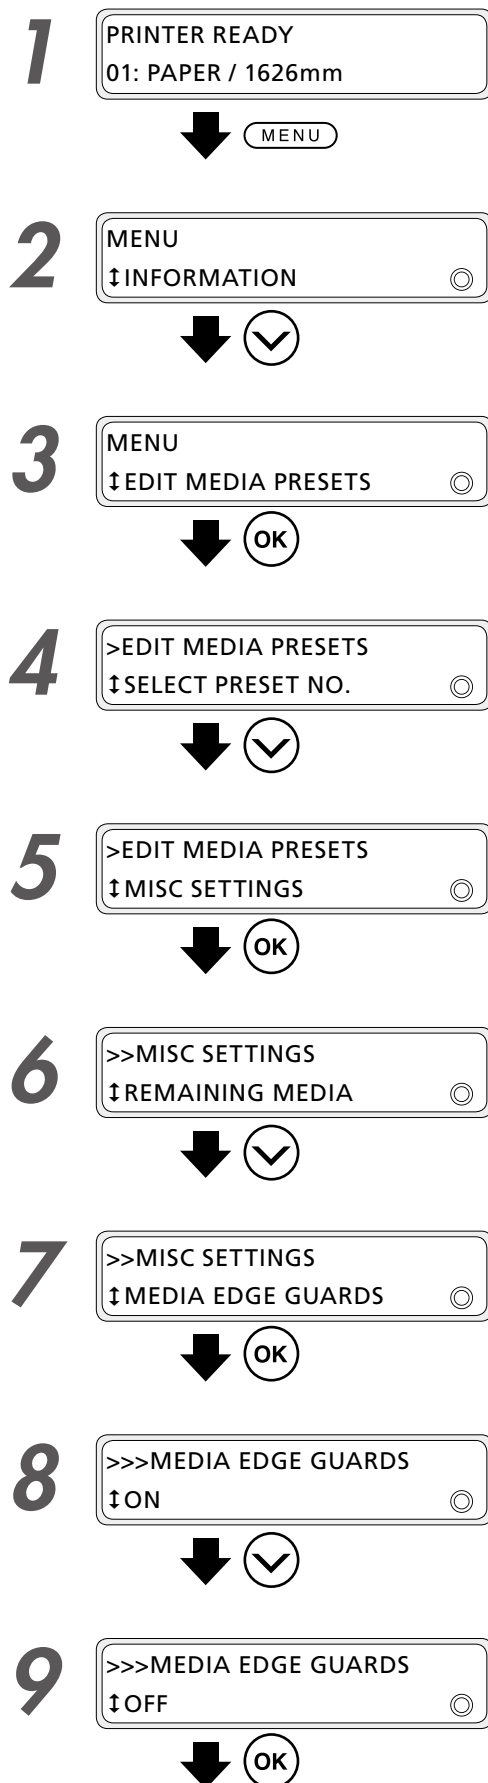 1
PRINTER READY
01: PAPER / 1626mm
MENU
2
MENU
↕INFORMATION
3
MENU
↕EDIT MEDIA PRESETS
OK
4
>EDIT MEDIA PRESETS
↕SELECT PRESET NO.
5
>EDIT MEDIA PRESETS
↕MISC SETTINGS
OK
6
>>MISC SETTINGS
↕REMAINING MEDIA
7
>>MISC SETTINGS
↕MEDIA EDGE GUARDS
OK
8
>>>MEDIA EDGE GUARDS
↕ON
9
>>>MEDIA EDGE GUARDS
↕OFF
OK